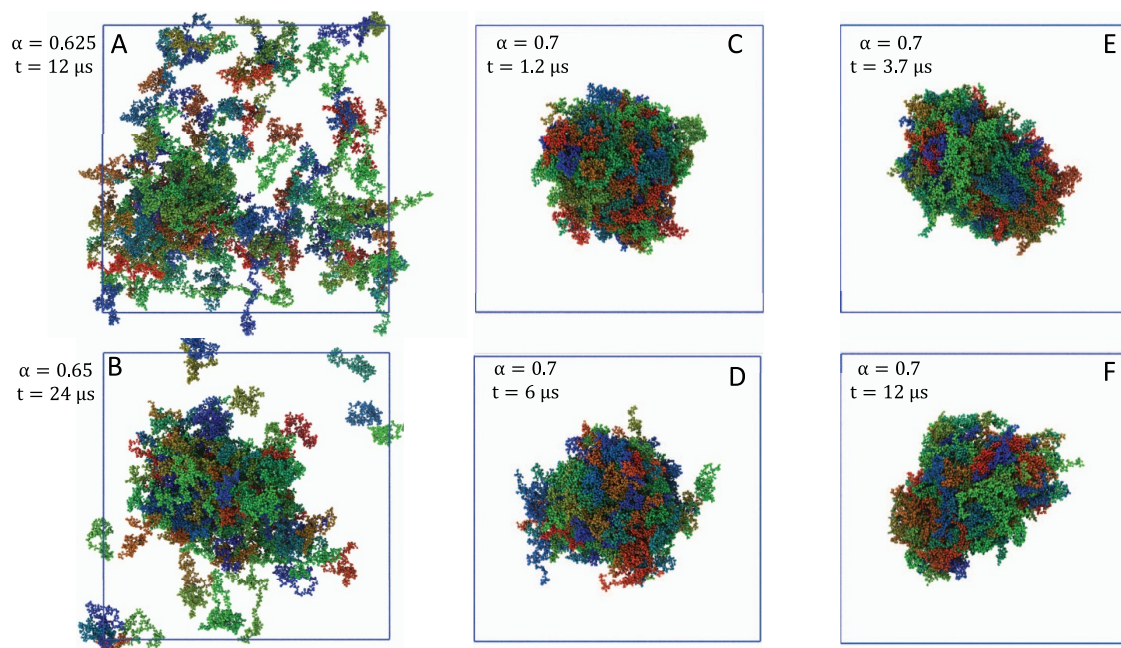 α = 0.625
t = 12 μs
A
α = 0.7
t = 1.2 μs
C
α = 0.7
t = 3.7 μs
E
α = 0.65
t = 24 μs
B
α = 0.7
t = 6 μs
D
α = 0.7
t = 12 μs
F